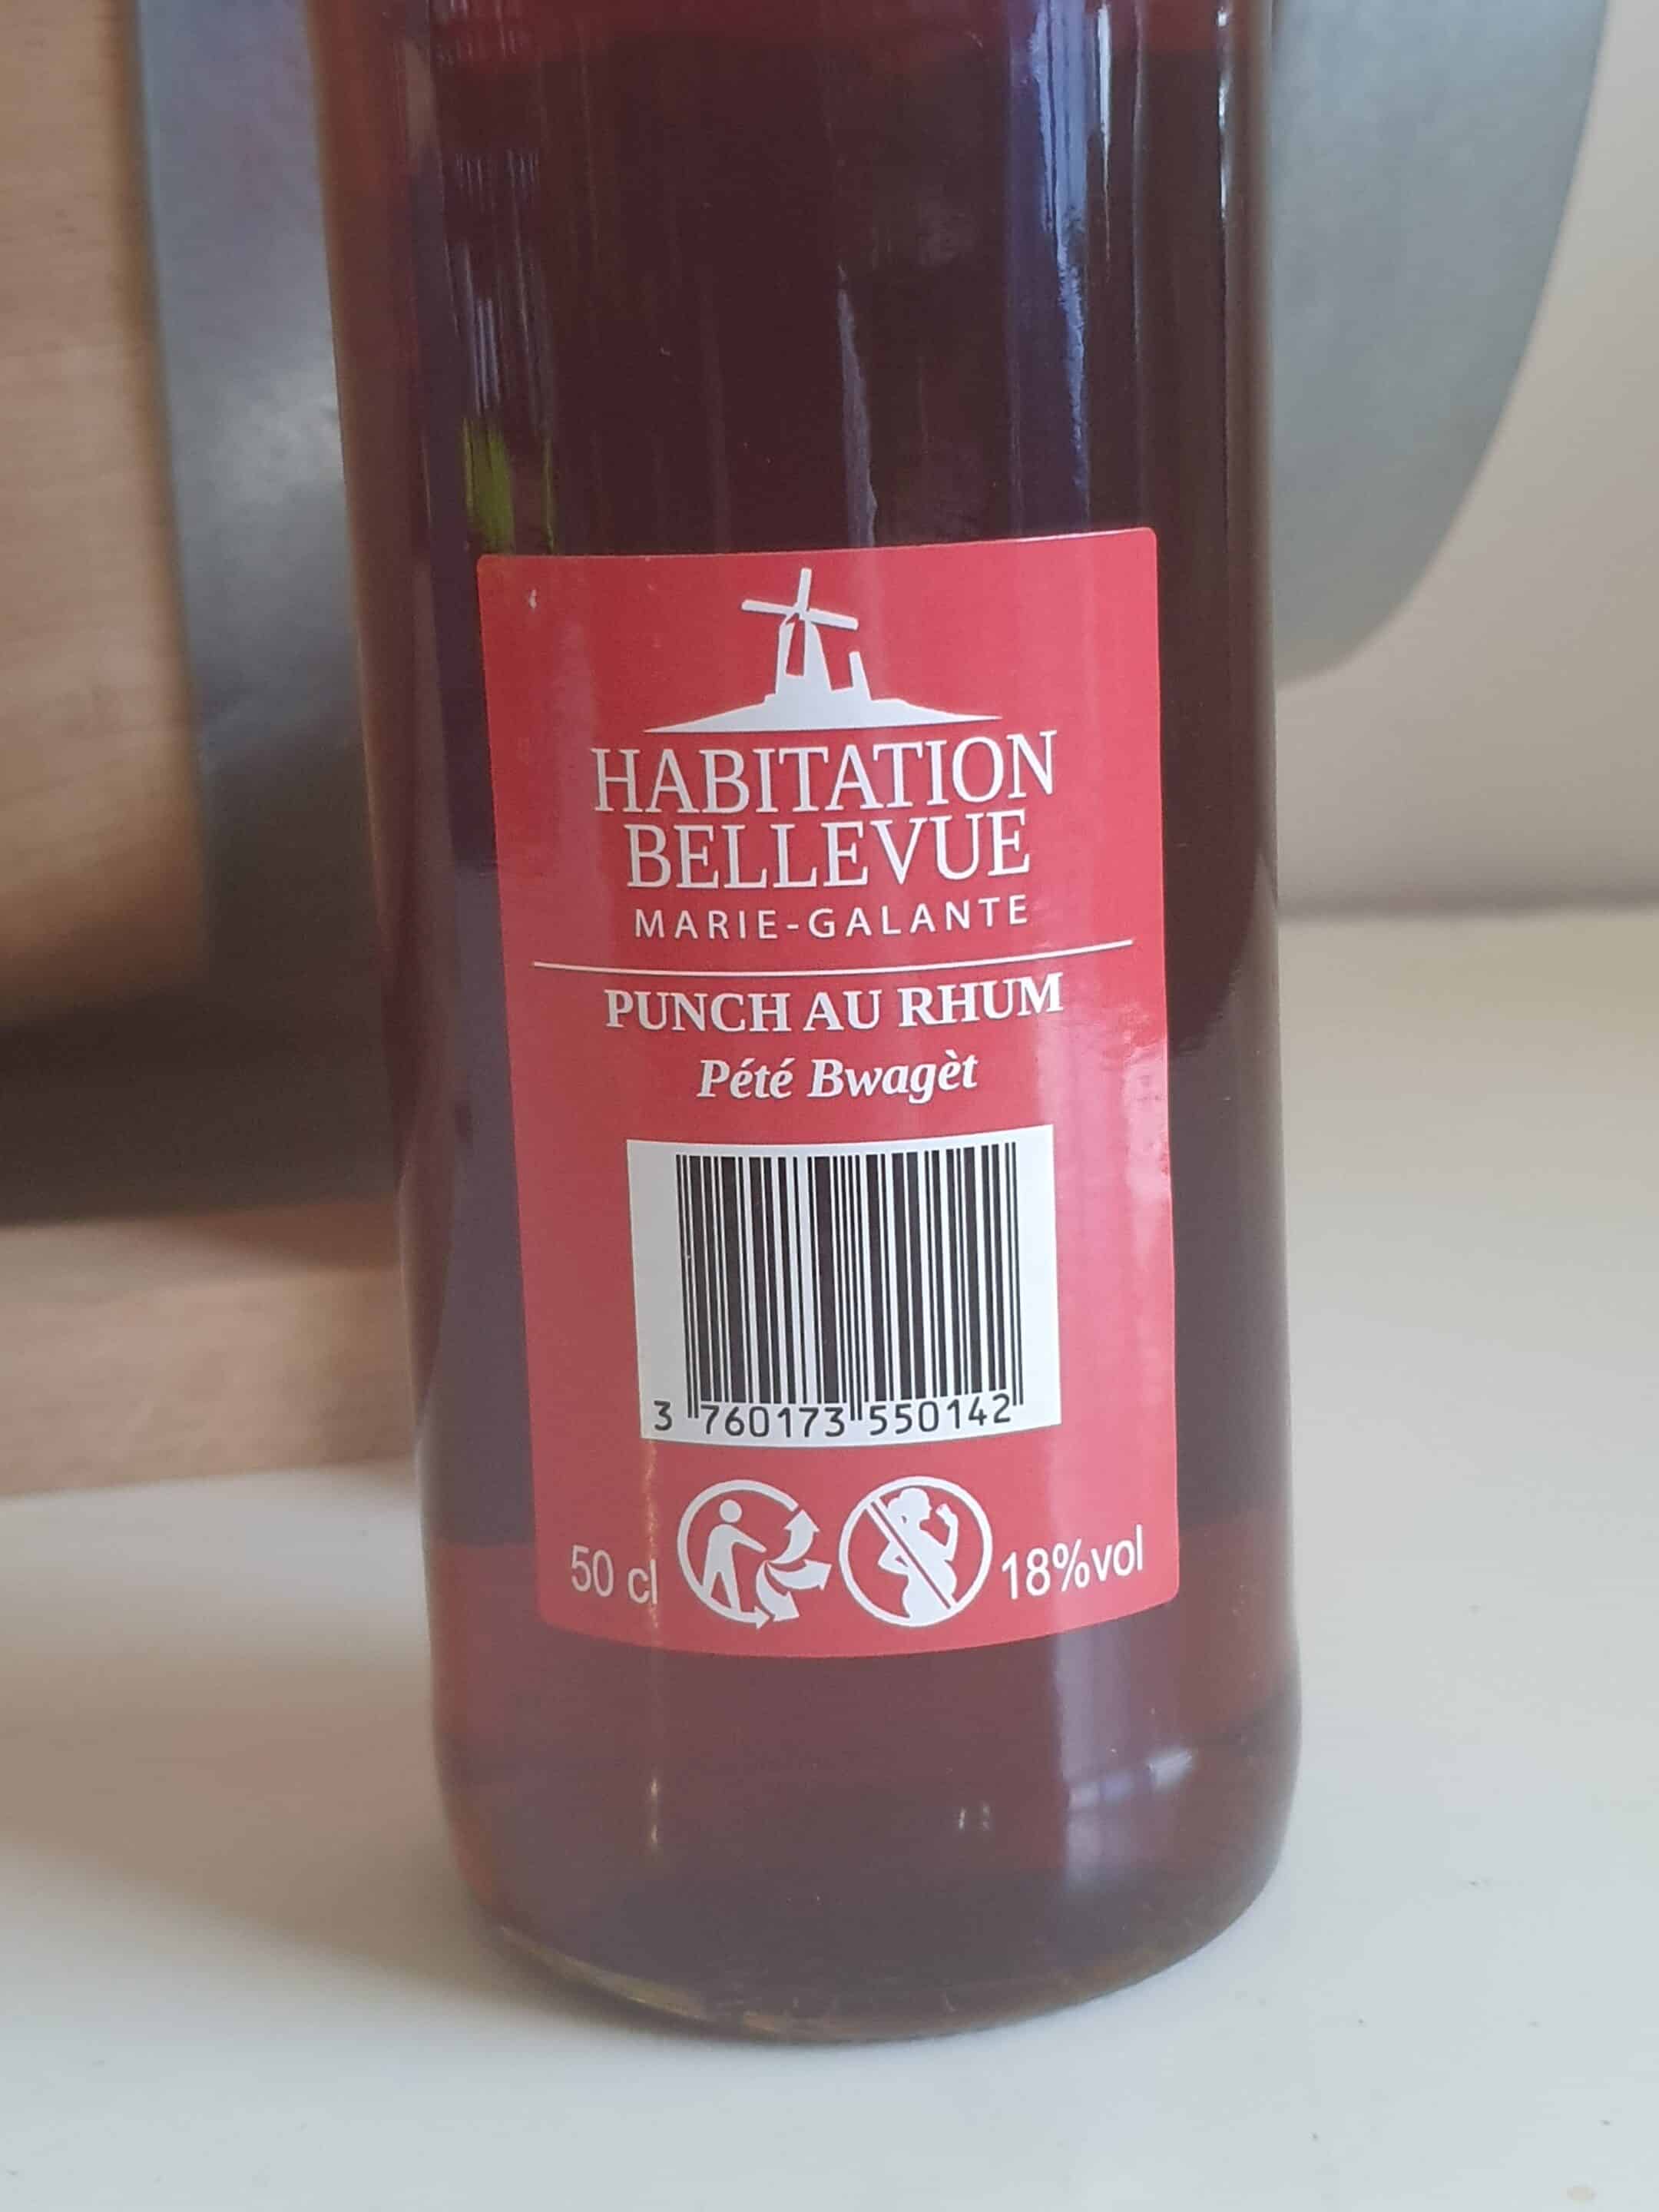 HABITATION
BELLEVUE
MARIE-GALANTE
PUNCH AU RHUM
Pété Bwagèt
3 760173 550142
50 cl 18%vol